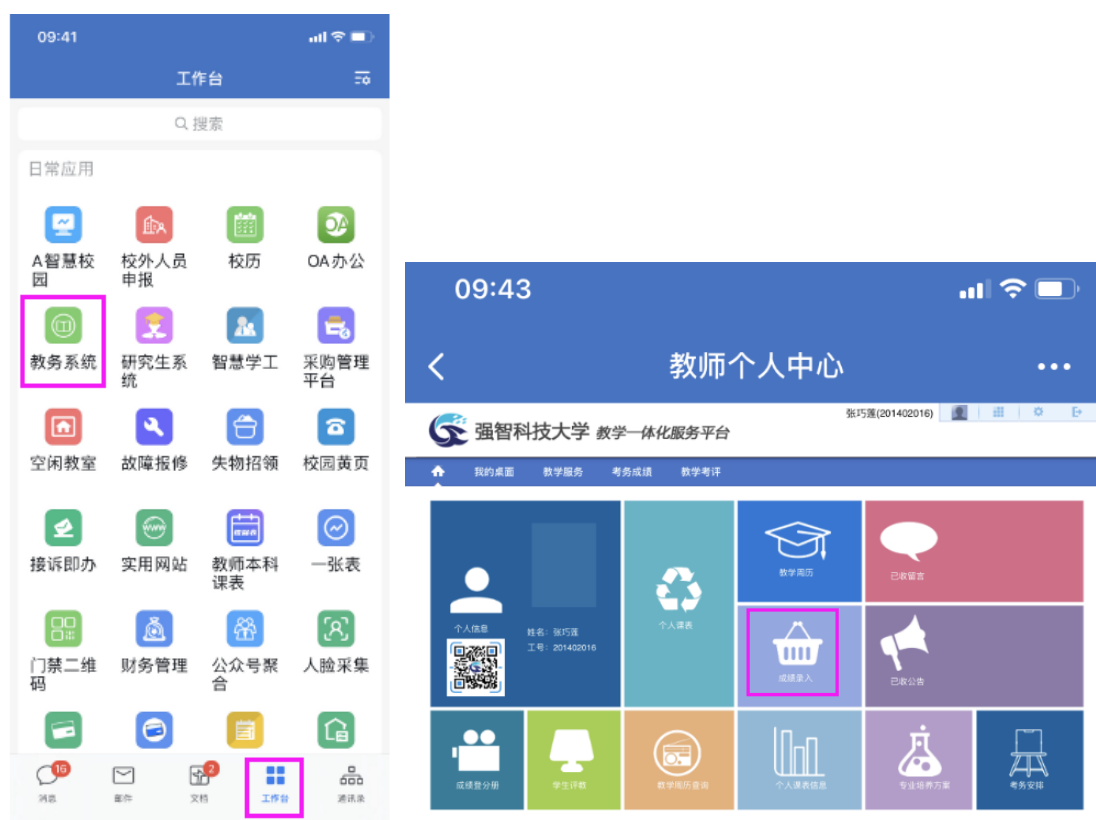 09:41
工作台
搜索
日常应用
A智慧校园
校外人员申报
校历
OA办公
教务系统
研究生系统
智慧学工
采购管理平台
空闲教室
故障报修
失物招领
校园黄页
接诉即办
WWW
实用网站
教师本科课表
一张表
门禁二维码
财务管理
公众号聚合
人脸采集
16
2
消息
邮件
文档
工作台
通讯录
09:43
教师个人中心
强智科技大学 教学一体化服务平台
张巧莲(201402016)
我的桌面
教学服务
考务成绩
教学考评
个人信息
姓名: 张巧莲
工号: 201402016
个人课表
教学周历
已收留言
成绩录入
已收公告
成绩登分册
学生评教
教学周历查询
个人课表信息
专业培养方案
考务安排